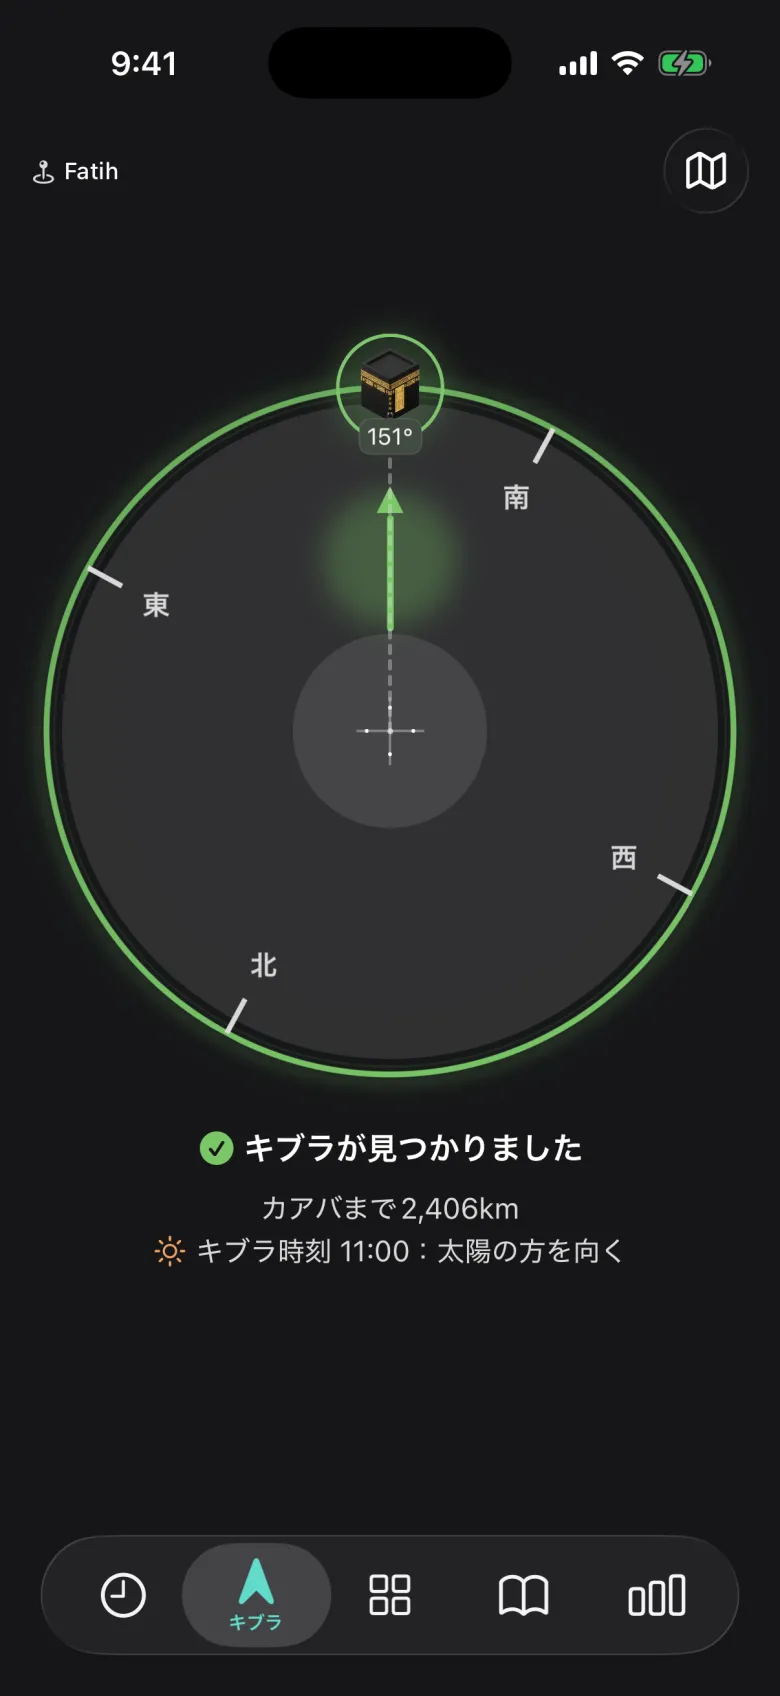 9:41
Fatih
151°
南
東
西
北
キブラが見つかりました
カアバまで2,406km
キブラ時刻 11:00：太陽の方を向く
キブラ